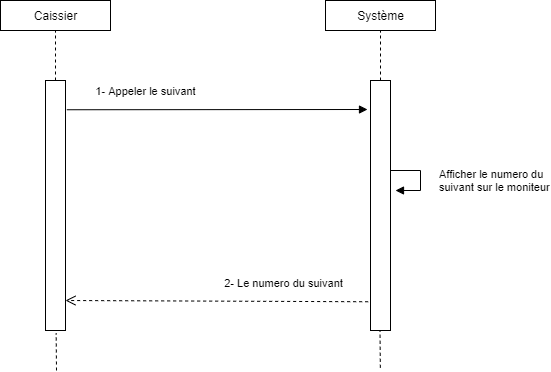 Caissier
Système
1- Appeler le suivant
Afficher le numero du
suivant sur le moniteur
2- Le numero du suivant